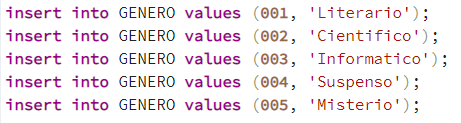 insert into GENERO values (001, 'Literario');
insert into GENERO values (002, 'Cientifico');
insert into GENERO values (003, 'Informatico');
insert into GENERO values (004, 'Suspenso');
insert into GENERO values (005, 'Misterio');